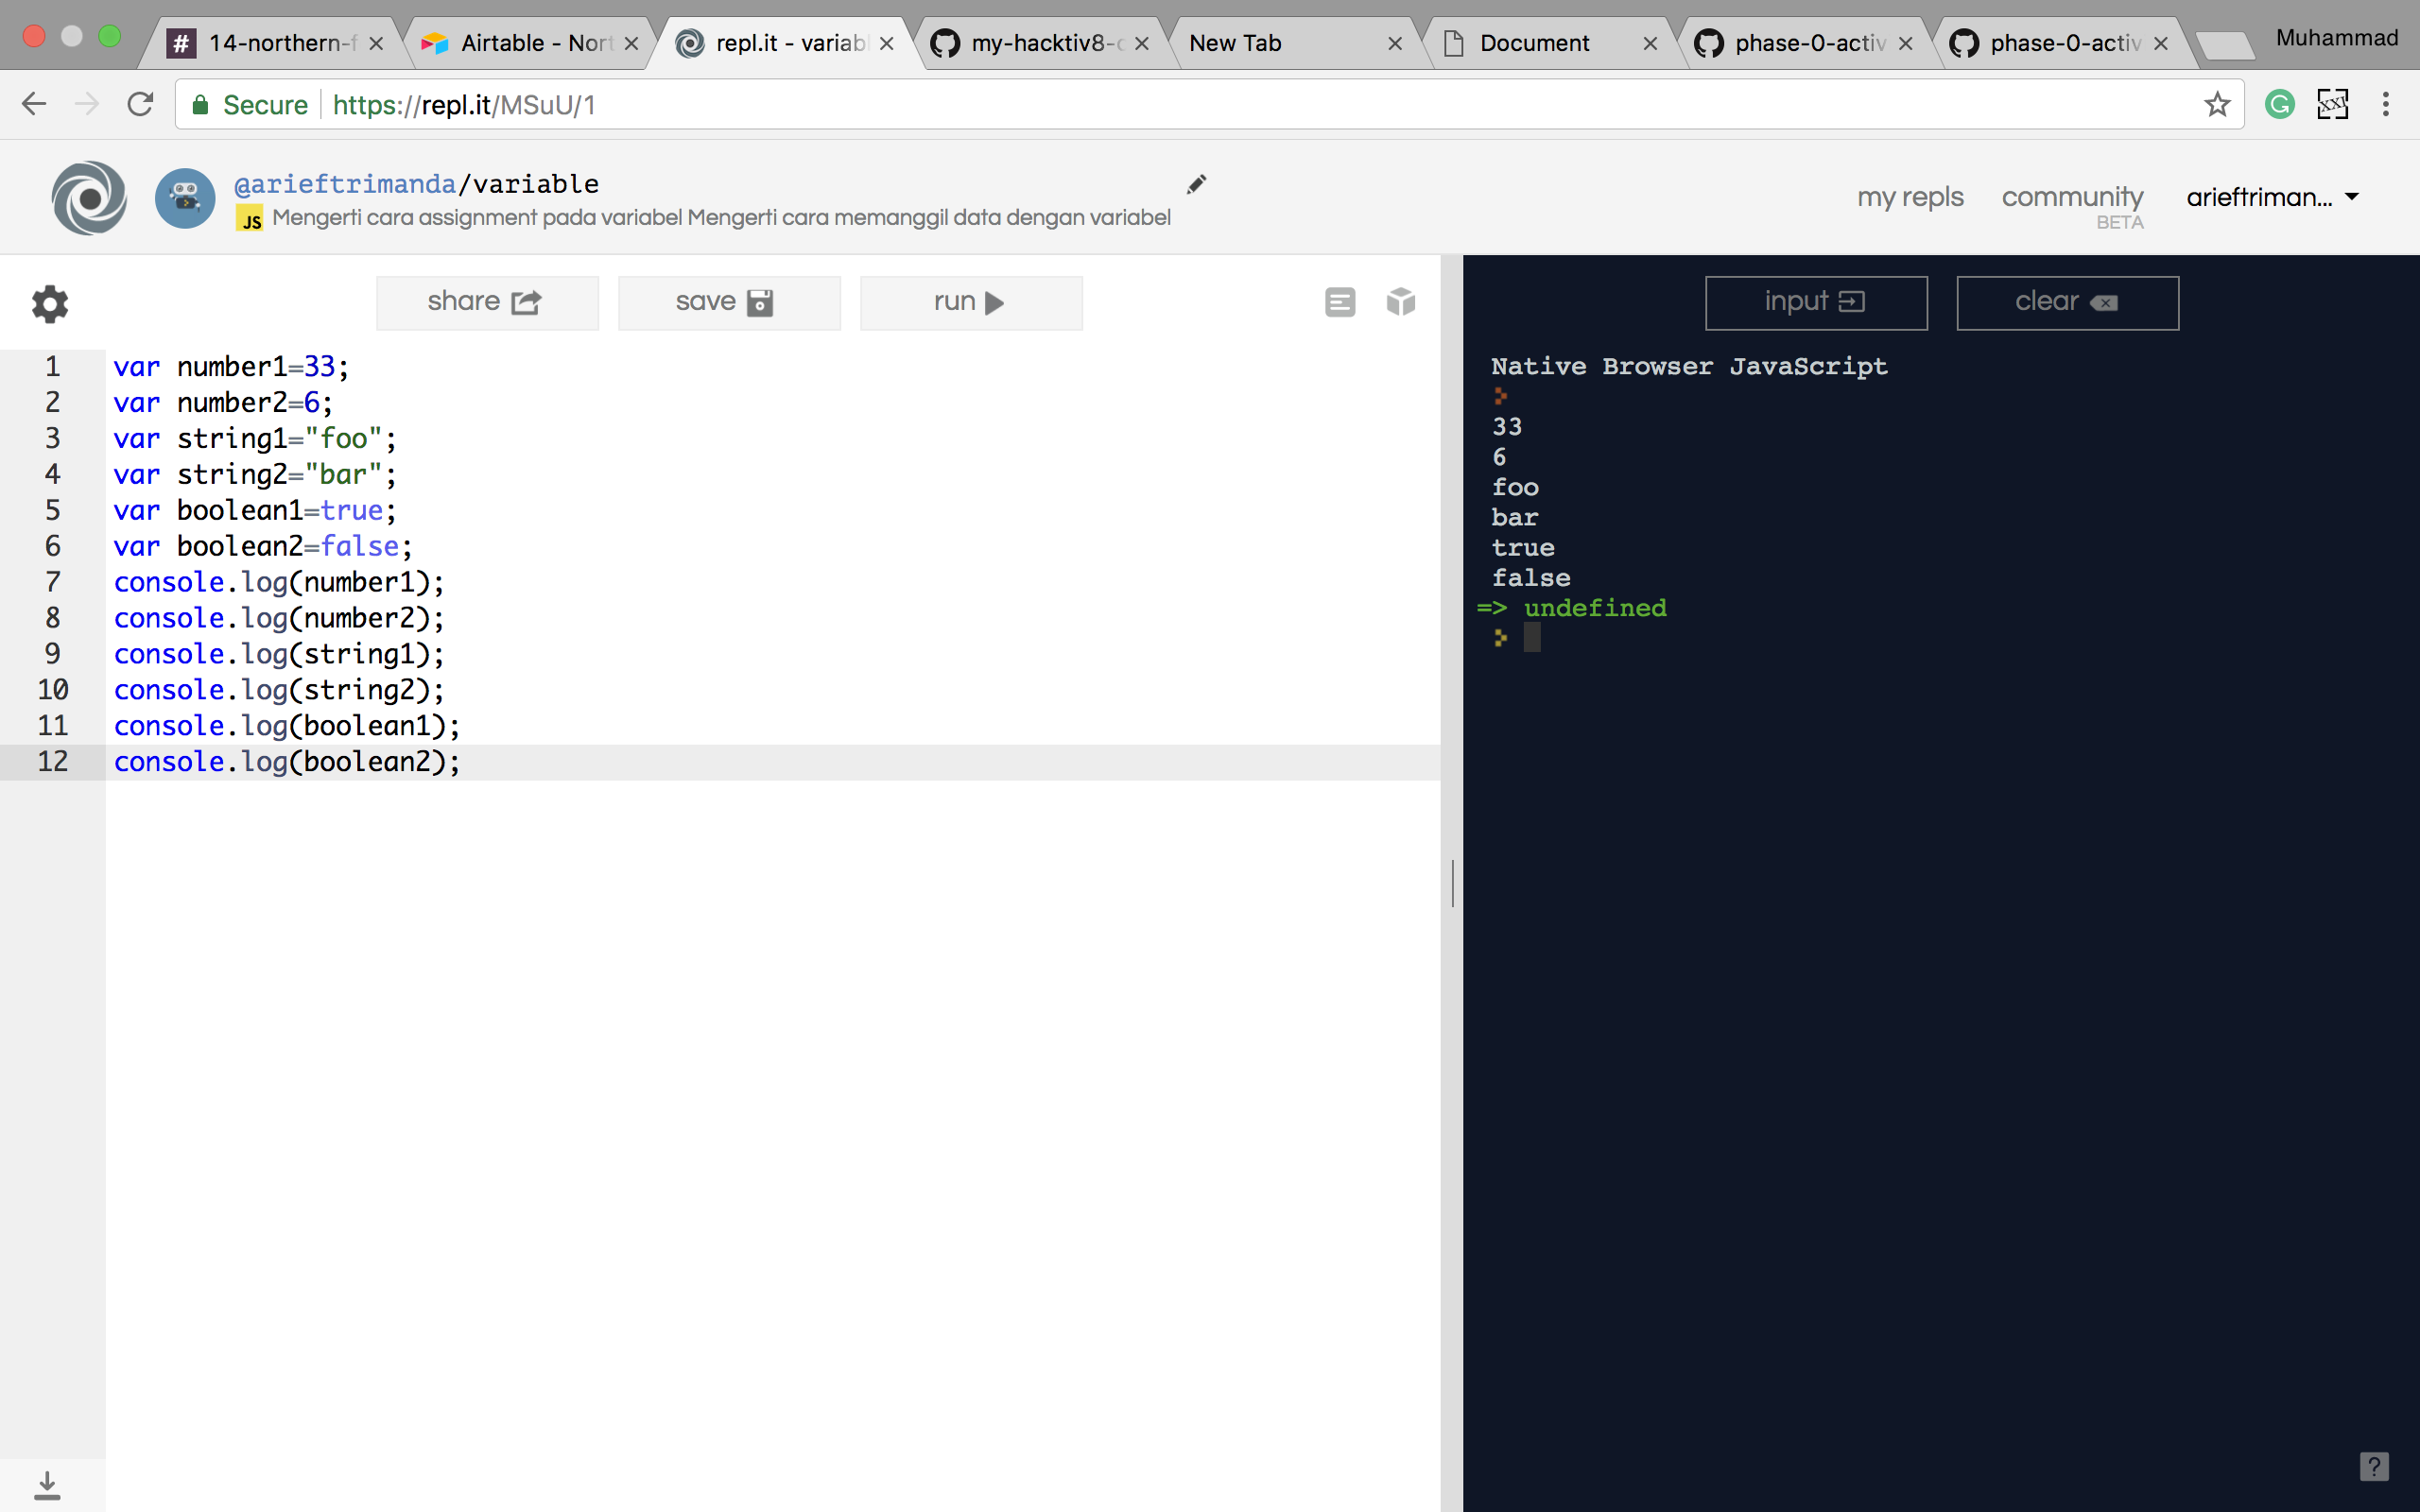 # 14-northern-f
Airtable - Nort
repl.it - variabl
my-hacktiv8-c
New Tab
Document
phase-0-activ
phase-0-activ
Muhammad
Secure
https://repl.it/MSuU/1
@arieftrimanda/variable
JS Mengerti cara assignment pada variabel Mengerti cara memanggil data dengan variabel
my repls
community
BETA
arieftriman...
share
save
run
input
clear
1 var number1=33;
2 var number2=6;
3 var string1="foo";
4 var string2="bar";
5 var boolean1=true;
6 var boolean2=false;
7 console.log(number1);
8 console.log(number2);
9 console.log(string1);
10 console.log(string2);
11 console.log(boolean1);
12 console.log(boolean2);
Native Browser JavaScript
33
6
foo
bar
true
false
=> undefined
?